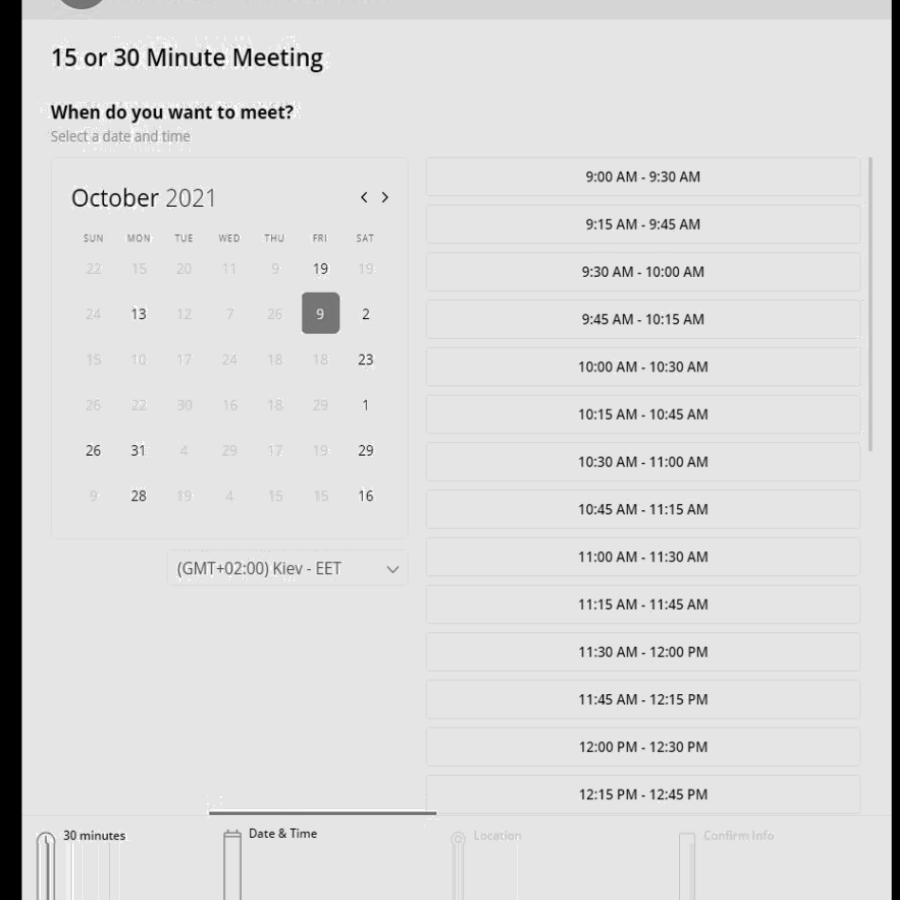 15 or 30 Minute Meeting
When do you want to meet?
Select a date and time
October 2021
SUN MON TUE WED THU FRI SAT
22 15 20 11 9 19 19
24 13 12 7 26 9 2
15 10 17 24 18 18 23
26 22 30 16 18 29 1
26 31 4 29 17 19 29
9 28 19 4 15 15 16
(GMT+02:00) Kiev - EET
9:00 AM - 9:30 AM
9:15 AM - 9:45 AM
9:30 AM - 10:00 AM
9:45 AM - 10:15 AM
10:00 AM - 10:30 AM
10:15 AM - 10:45 AM
10:30 AM - 11:00 AM
10:45 AM - 11:15 AM
11:00 AM - 11:30 AM
11:15 AM - 11:45 AM
11:30 AM - 12:00 PM
11:45 AM - 12:15 PM
12:00 PM - 12:30 PM
12:15 PM - 12:45 PM
30 minutes
Date & Time
Location
Confirm Info